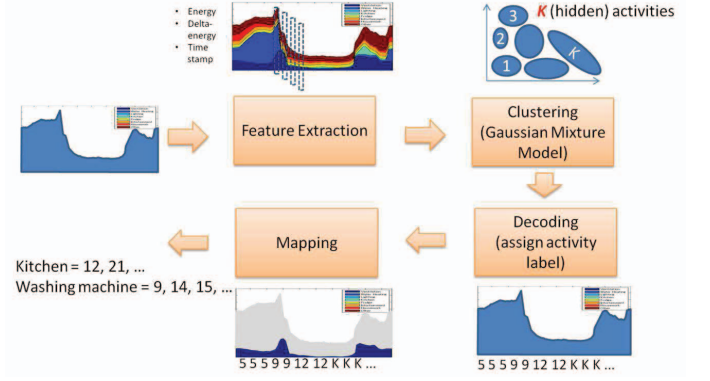 • Energy
• Delta-
energy
• Time
stamp
K (hidden) activities
3
2
1
K
Feature Extraction
Clustering
(Gaussian Mixture
Model)
Mapping
Decoding
(assign activity
label)
Kitchen = 12, 21, ...
Washing machine = 9, 14, 15, ...
5 5 5 9 9 12 12 K K K ...
5 5 5 9 9 12 12 K K K ...